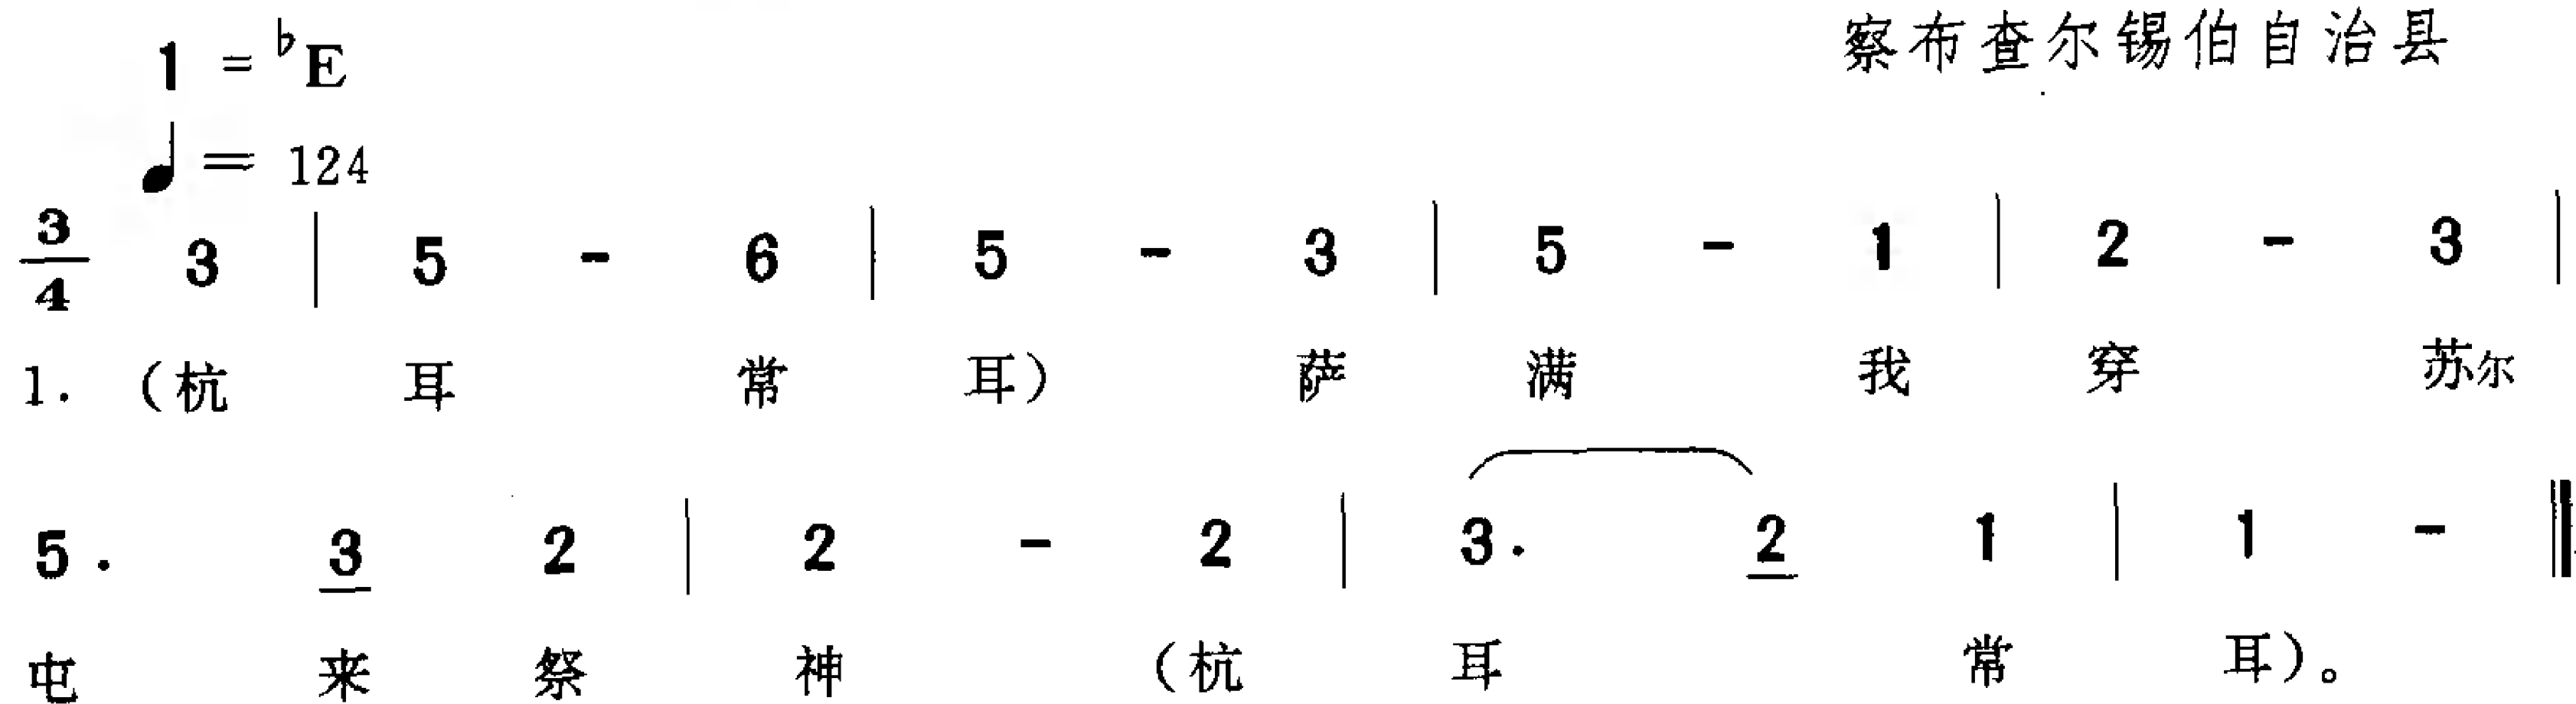 1 = ♭E
察布查尔锡伯自治县
♩= 124
3/4 3 | 5 - 6 | 5 - 3 | 5 - 1 | 2 - 3 |
1. (杭 耳 常 耳) 萨 满 我 穿 苏尔
5. 3 2 | 2 - 2 | 3. 2 1 | 1 - ‖
屯 来 祭 神 (杭 耳 常 耳)。